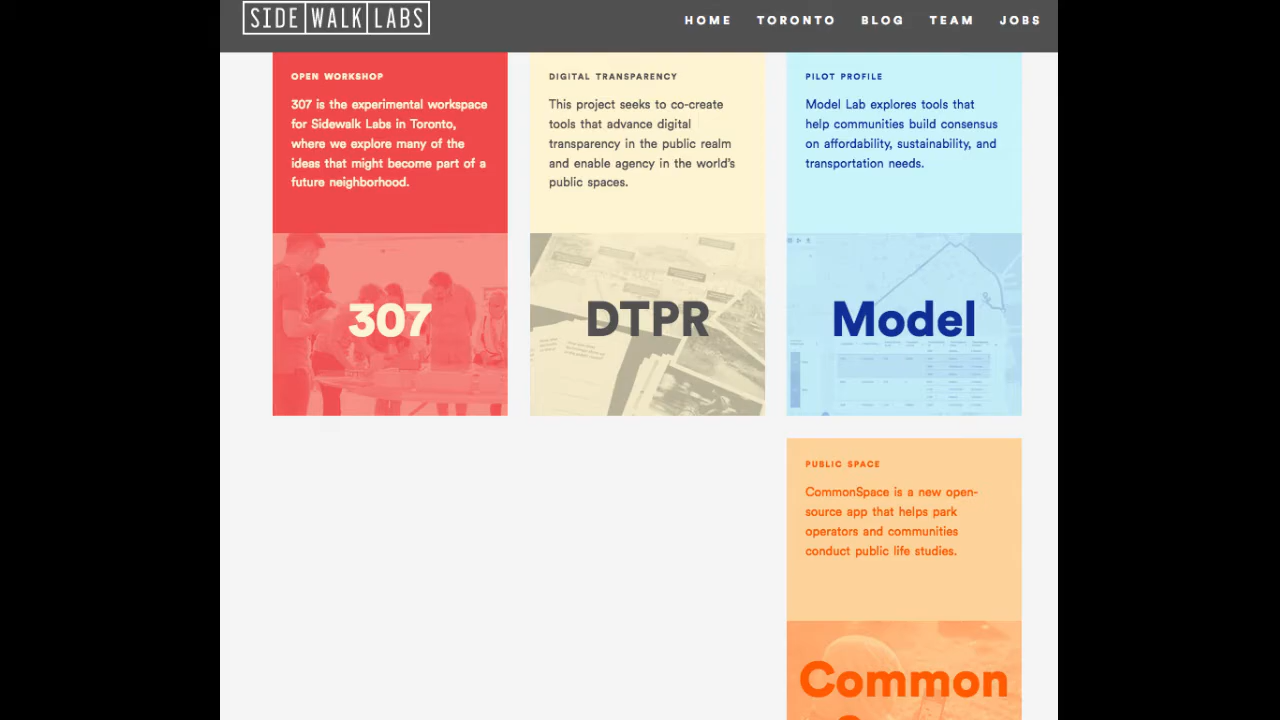 SIDE WALK LABS
HOME TORONTO BLOG TEAM JOBS
OPEN WORKSHOP
307 is the experimental workspace
for Sidewalk Labs in Toronto,
where we explore many of the
ideas that might become part of a
future neighborhood.
307
DIGITAL TRANSPARENCY
This project seeks to co-create
tools that advance digital
transparency in the public realm
and enable agency in the world's
public spaces.
DTPR
PILOT PROFILE
Model Lab explores tools that
help communities build consensus
on affordability, sustainability, and
transportation needs.
Model
PUBLIC SPACE
CommonSpace is a new open-
source app that helps park
operators and communities
conduct public life studies.
Common